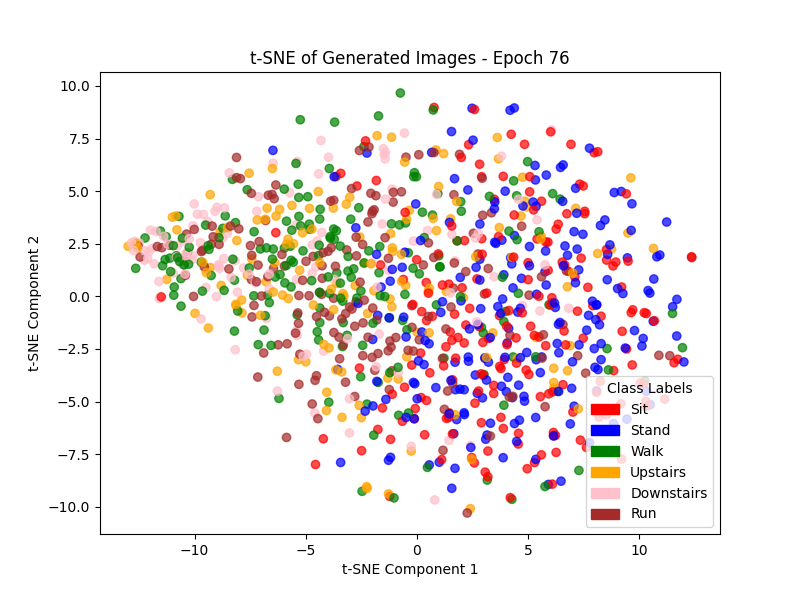 t-SNE of Generated Images - Epoch 76
10.0
7.5
5.0
2.5
0.0
−2.5
−5.0
−7.5
−10.0
t-SNE Component 2
Class Labels
Sit
Stand
Walk
Upstairs
Downstairs
Run
−10
−5
0
5
10
t-SNE Component 1